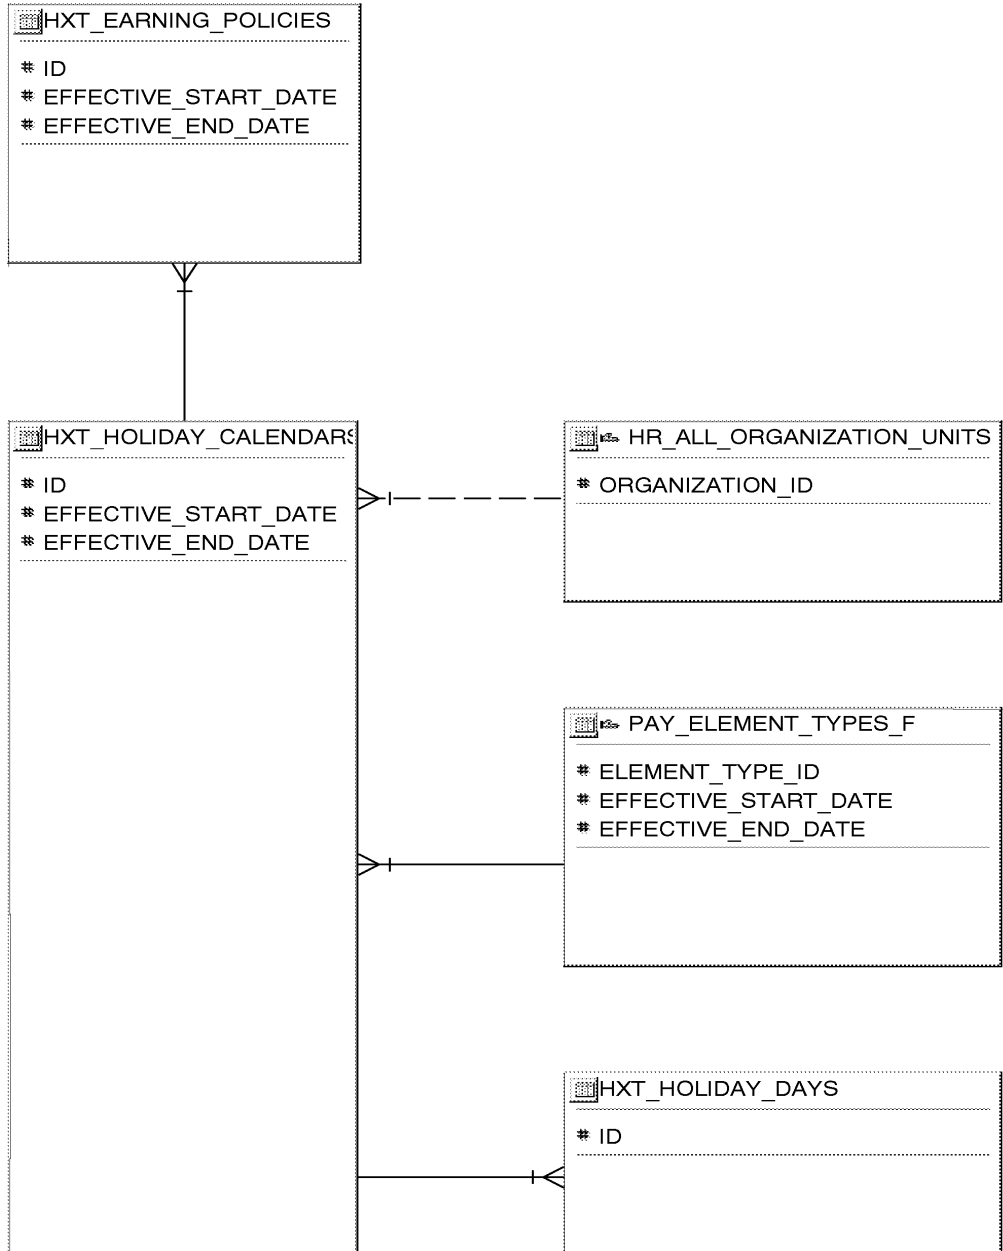 HXT_EARNING_POLICIES
# ID
# EFFECTIVE_START_DATE
# EFFECTIVE_END_DATE
HXT_HOLIDAY_CALENDARS
# ID
# EFFECTIVE_START_DATE
# EFFECTIVE_END_DATE
HR_ALL_ORGANIZATION_UNITS
# ORGANIZATION_ID
PAY_ELEMENT_TYPES_F
# ELEMENT_TYPE_ID
# EFFECTIVE_START_DATE
# EFFECTIVE_END_DATE
HXT_HOLIDAY_DAYS
# ID